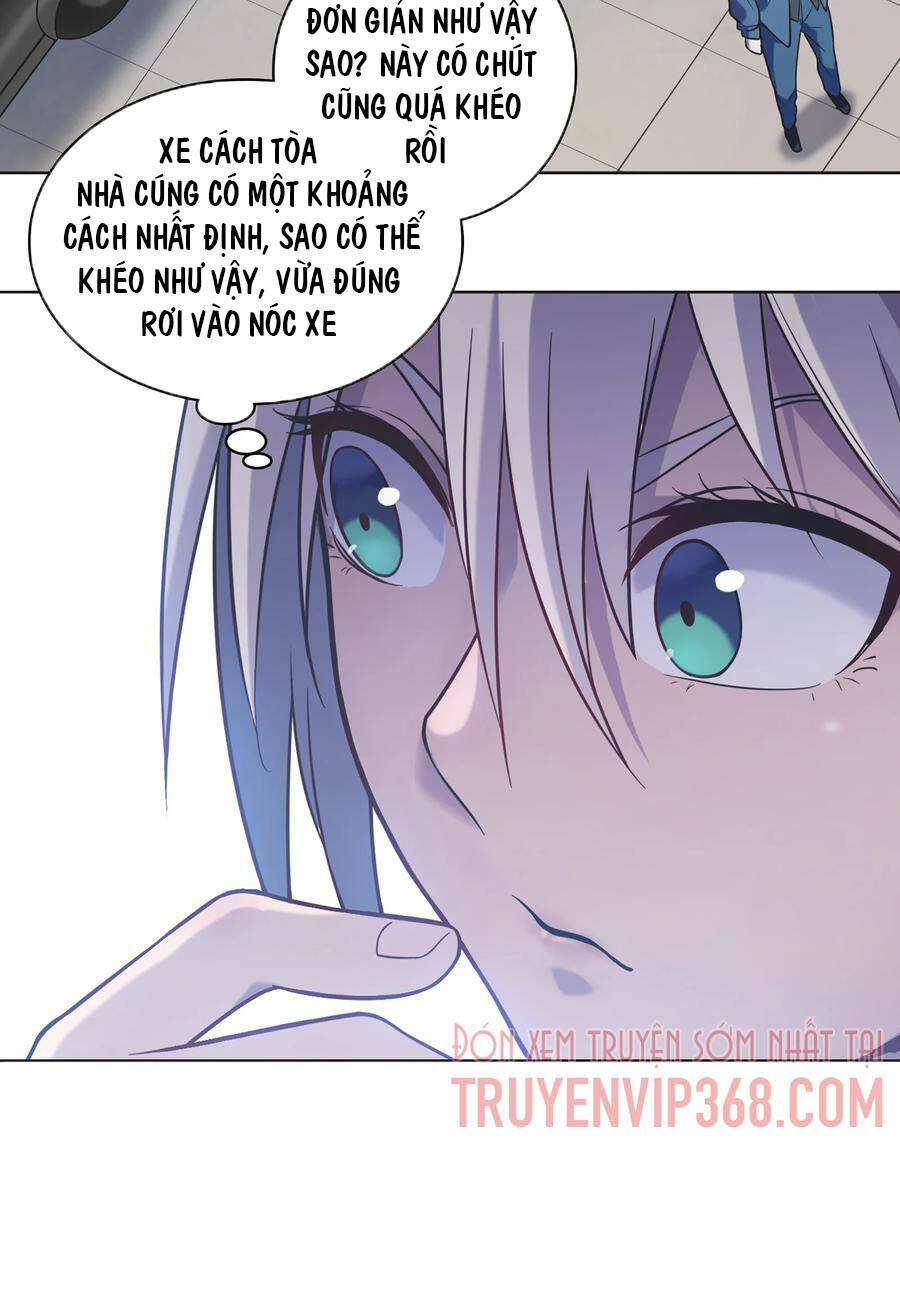 ĐƠN GIẢN NHƯ VẬY
SAO? NÀY CÓ CHÚT
CŨNG QUÁ KHÉO
RỒI
XE CÁCH TÒA
NHÀ CÚNG CÓ MỘT KHOẢNG
CÁCH NHẤT ĐỊNH, SAO CÓ THỂ
KHÉO NHƯ VẬY, VỪA ĐÚNG
RƠI VÀO NÓC XE
ĐÓN XEM TRUYỆN SỚM NHẤT TẠI
TRUYENVIP368.COM